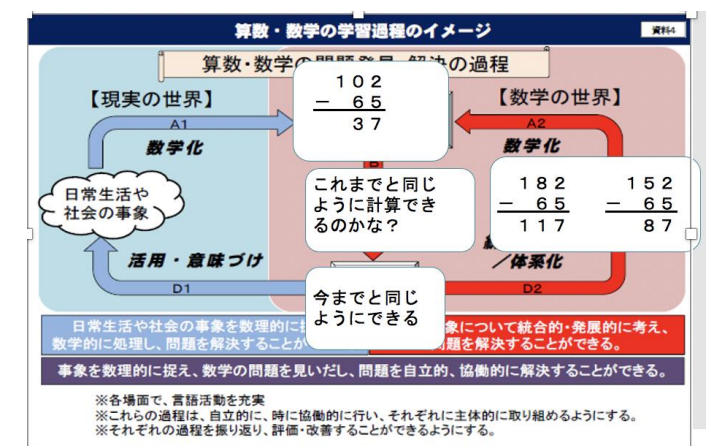 算数・数学の学習過程のイメージ
資料4
算数・数学の問題発見・解決の過程
【現実の世界】
【数学の世界】
A1
数学化
A2
数学化
日常生活や
社会の事象
102
－ 65
37
182
－ 65
117
152
－ 65
87
B
これまでと同じ
ように計算でき
るのかな？
活用・意味づけ
／体系化
D1
D2
今までと同じ
ようにできる
日常生活や社会の事象を数理的に
数学的に処理し、問題を解決することが
象について統合的・発展的に考え、
問題を解決することができる。
事象を数理的に捉え、数学の問題を見いだし、問題を自立的、協働的に解決することができる。
※各場面で、言語活動を充実
※これらの過程は、自立的に、時に協働的に行い、それぞれに主体的に取り組めるようにする。
※それぞれの過程を振り返り、評価・改善することができるようにする。